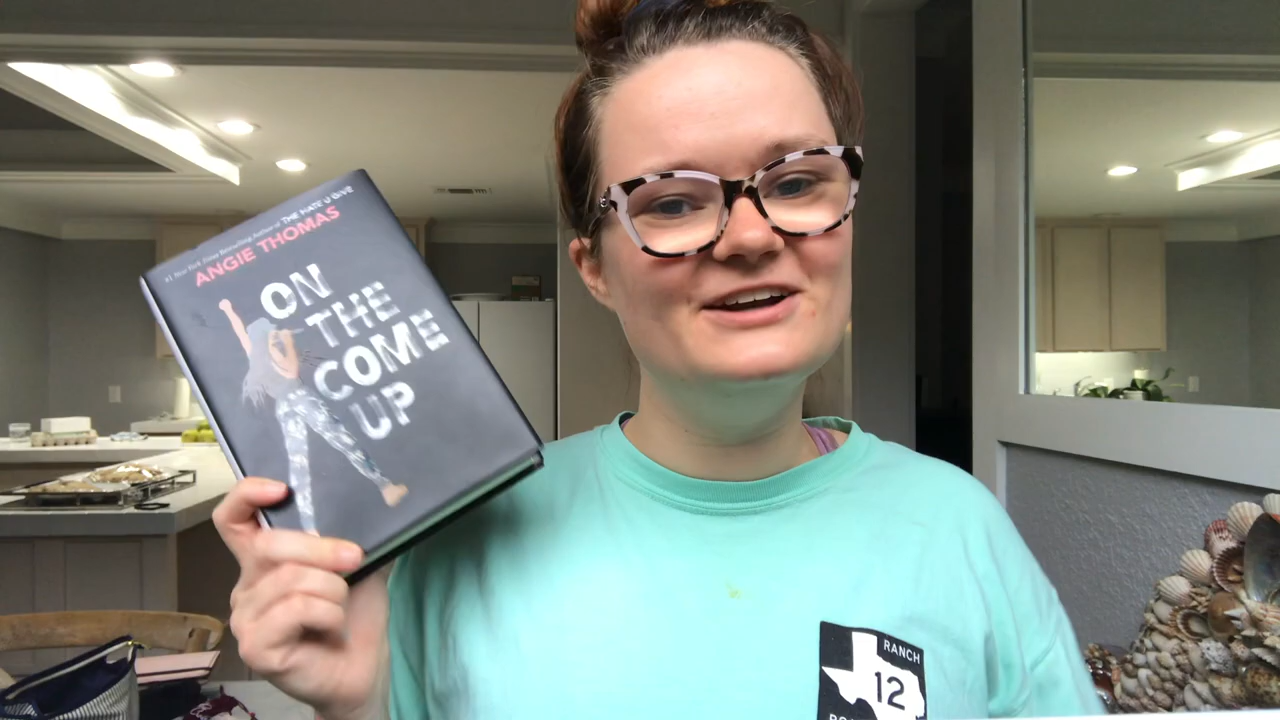 #1 New York Times Bestselling Author of THE HATE U GIVE
ANGIE THOMAS
ON
THE
COME
UP
RANCH
12